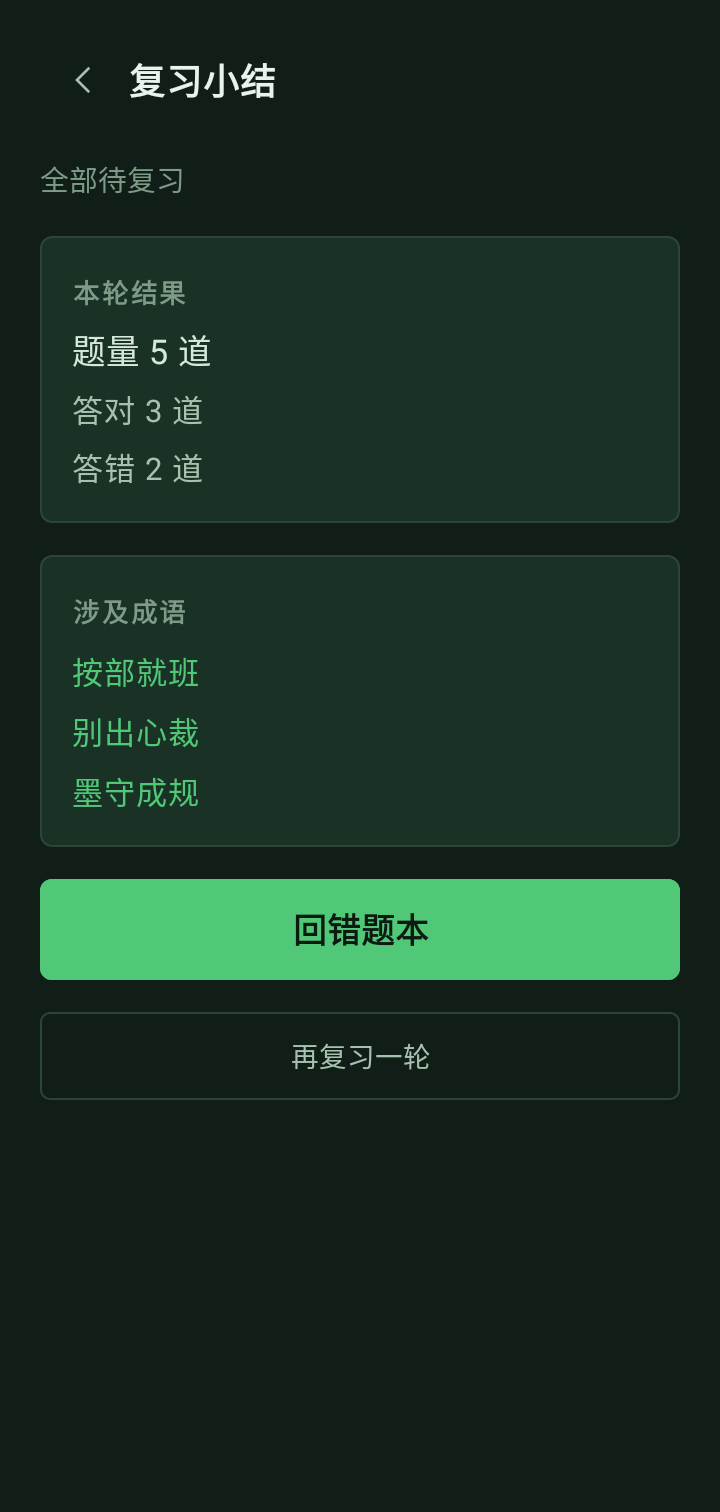 复习小结
全部待复习
本轮结果
题量 5 道
答对 3 道
答错 2 道
涉及成语
按部就班
别出心裁
墨守成规
回错题本
再复习一轮